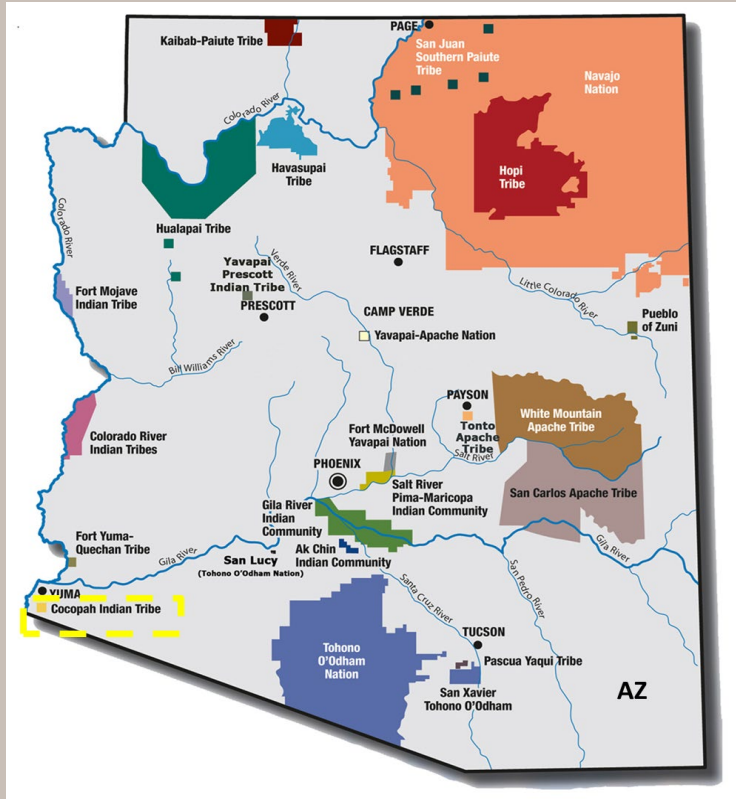 Kaibab-Paiute Tribe
PAGE
San Juan
Southern Paiute
Tribe
Navajo
Nation
Colorado River
Havasupai
Tribe
Hopi
Tribe
Colorado River
Hualapai Tribe
Yavapai
Prescott
Indian Tribe
PRESCOTT
Verde River
FLAGSTAFF
Little Colorado River
Fort Mojave
Indian Tribe
CAMP VERDE
Yavapai-Apache Nation
Pueblo
of Zuni
Bill Williams River
PAYSON
Tonto
Apache
Tribe
White Mountain
Apache Tribe
Colorado River
Indian Tribes
Fort McDowell
Yavapai Nation
Salt River
PHOENIX
Salt River
Pima-Maricopa
Indian Community
San Carlos Apache Tribe
Gila River
Indian
Community
Ak Chin
Indian Community
Gila River
Fort Yuma-
Quechan Tribe
Gila River
San Lucy
(Tohono O'Odham Nation)
YUMA
Cocopah Indian Tribe
Santa Cruz River
San Pedro River
TUCSON
Tohono
O'Odham
Nation
Pascua Yaqui Tribe
San Xavier
Tohono O'Odham
AZ